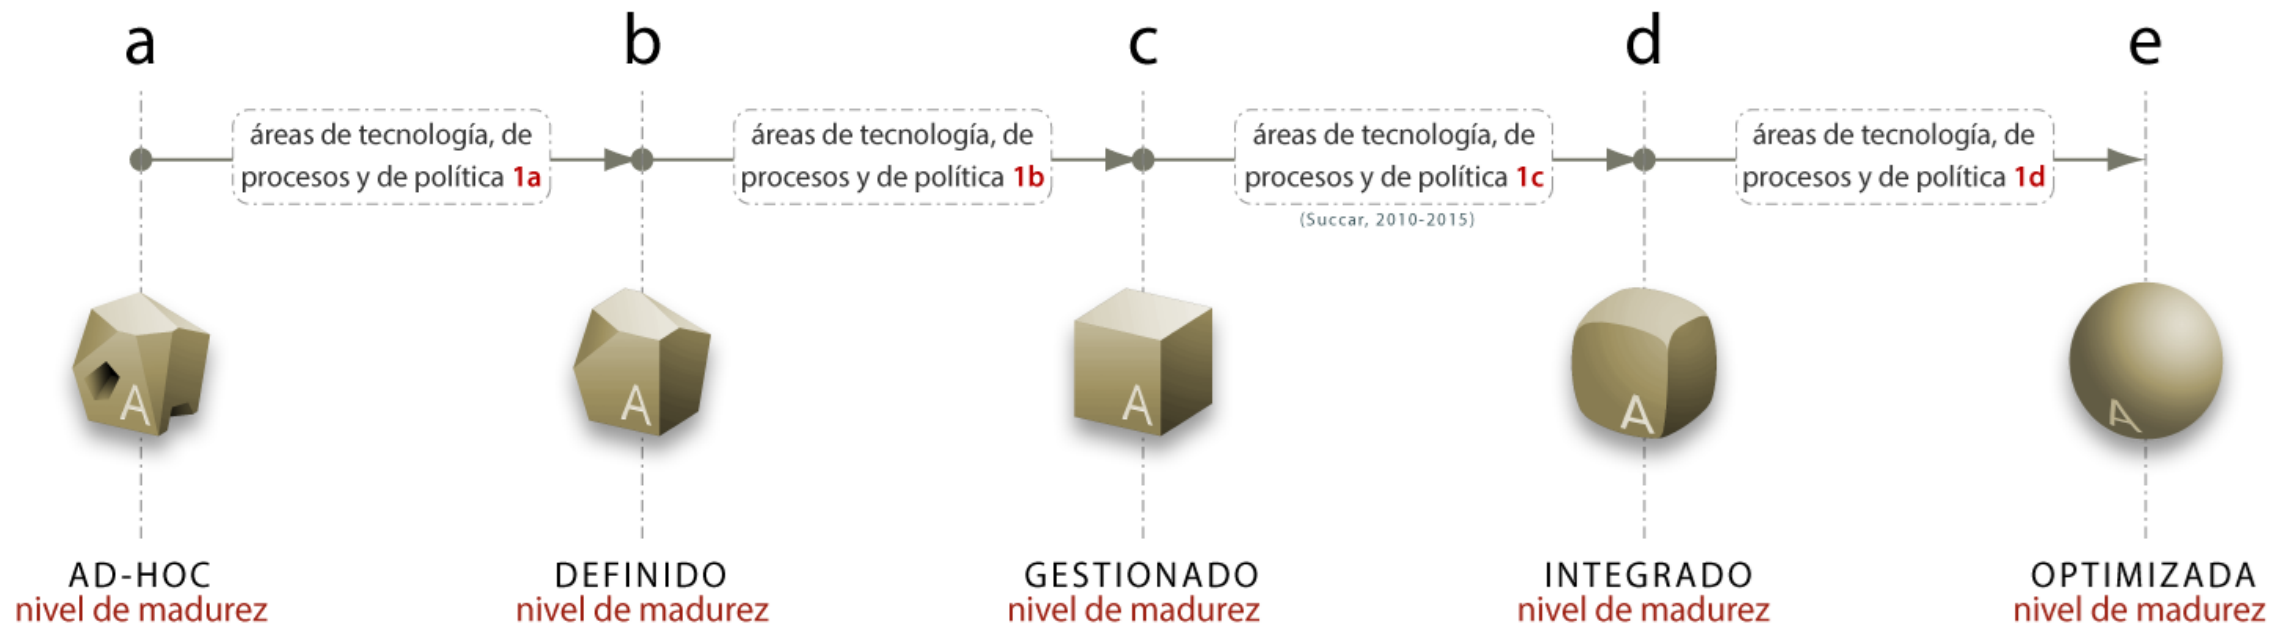 a
b
c
d
e
áreas de tecnología, de
procesos y de política 1a
áreas de tecnología, de
procesos y de política 1b
áreas de tecnología, de
procesos y de política 1c
áreas de tecnología, de
procesos y de política 1d
(Succar, 2010-2015)
A
A
A
A
A
AD-HOC
nivel de madurez
DEFINIDO
nivel de madurez
GESTIONADO
nivel de madurez
INTEGRADO
nivel de madurez
OPTIMIZADA
nivel de madurez